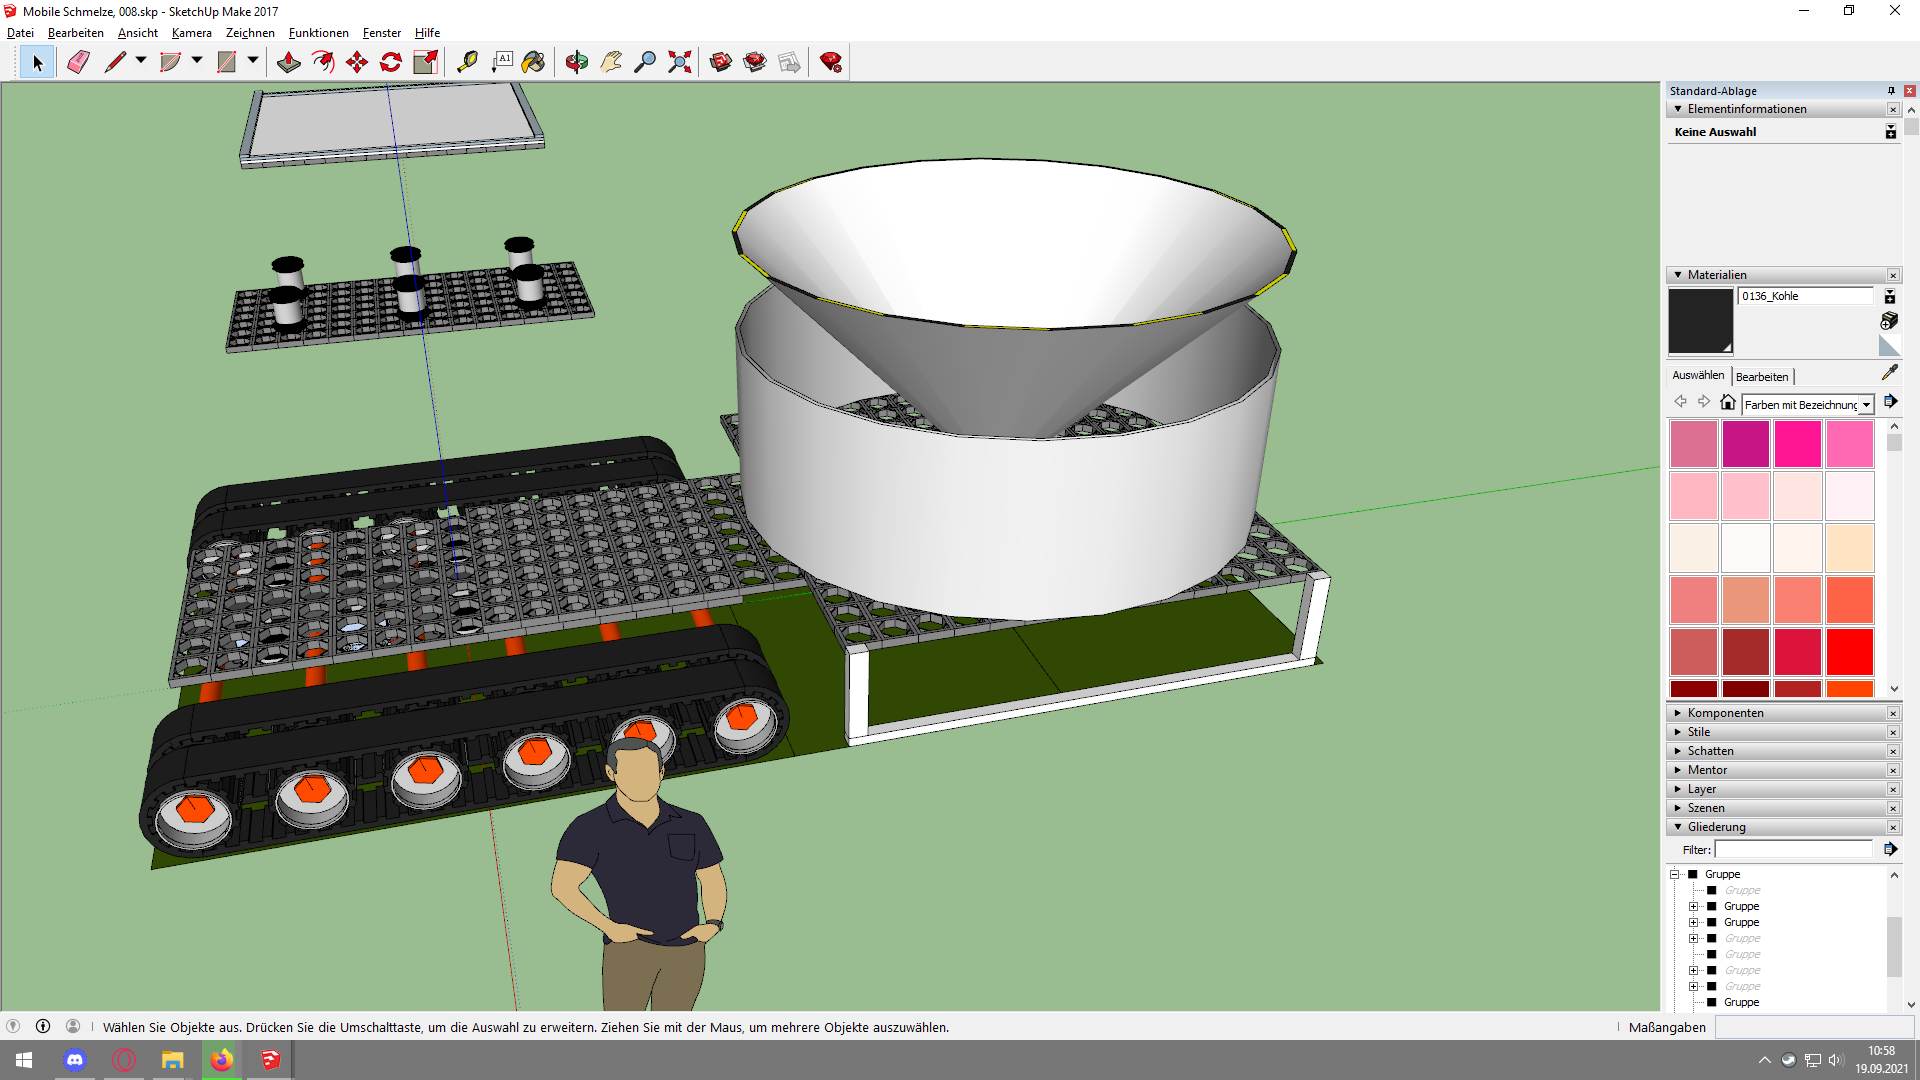 Mobile Schmelze, 008.skp - SketchUp Make 2017
Datei Bearbeiten Ansicht Kamera Zeichnen Funktionen Fenster Hilfe
A1
Standard-Ablage
Elementinformationen
Keine Auswahl
Materialien
0136_Kohle
Auswählen Bearbeiten
Farben mit Bezeichnung
Komponenten
Stile
Schatten
Mentor
Layer
Szenen
Gliederung
Filter:
Gruppe
Gruppe
Gruppe
Gruppe
Gruppe
Gruppe
Gruppe
Gruppe
Gruppe
Wählen Sie Objekte aus. Drücken Sie die Umschalttaste, um die Auswahl zu erweitern. Ziehen Sie mit der Maus, um mehrere Objekte auszuwählen.
Maßangaben
10:58
19.09.2021